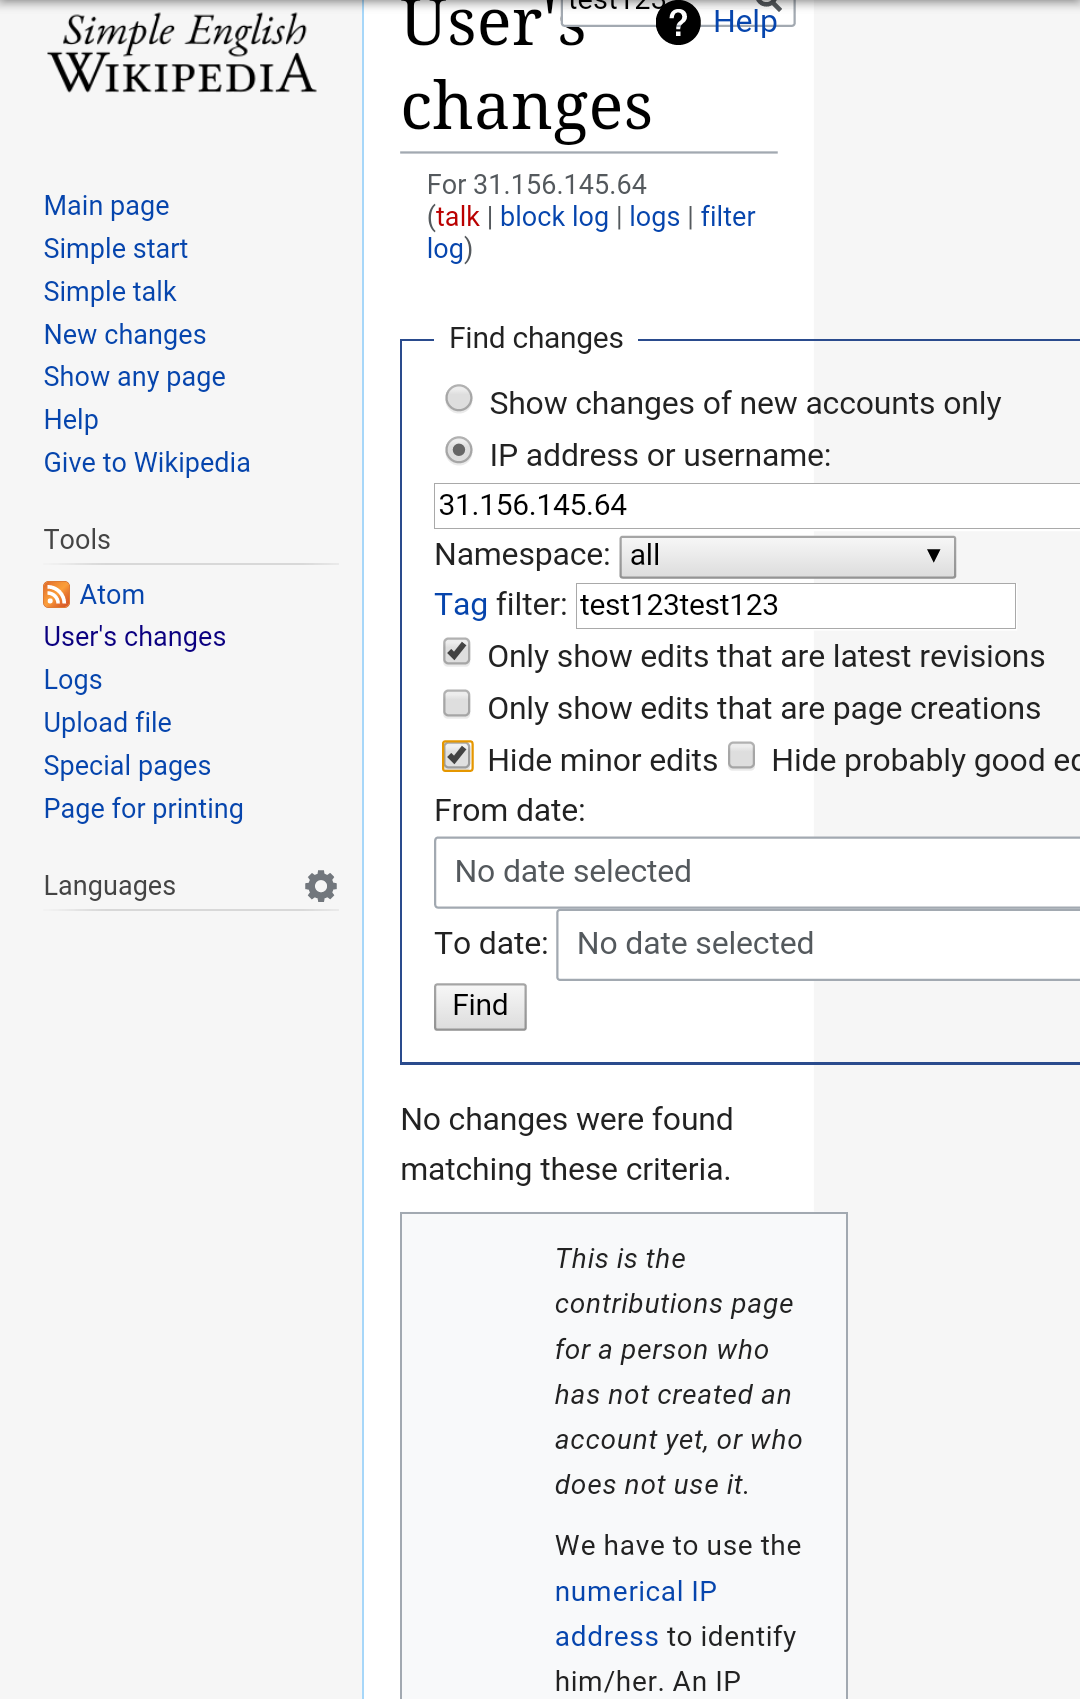 Simple English
WIKIPEDIA
Main page
Simple start
Simple talk
New changes
Show any page
Help
Give to Wikipedia
Tools
Atom
User's changes
Logs
Upload file
Special pages
Page for printing
Languages
test123
? Help
User's
changes
For 31.156.145.64
(talk | block log | logs | filter
log)
Find changes
Show changes of new accounts only
IP address or username:
31.156.145.64
Namespace: all
Tag filter: test123test123
Only show edits that are latest revisions
Only show edits that are page creations
Hide minor edits Hide probably good
From date:
No date selected
To date: No date selected
Find
No changes were found
matching these criteria.
This is the
contributions page
for a person who
has not created an
account yet, or who
does not use it.
We have to use the
numerical IP
address to identify
him/her. An IP